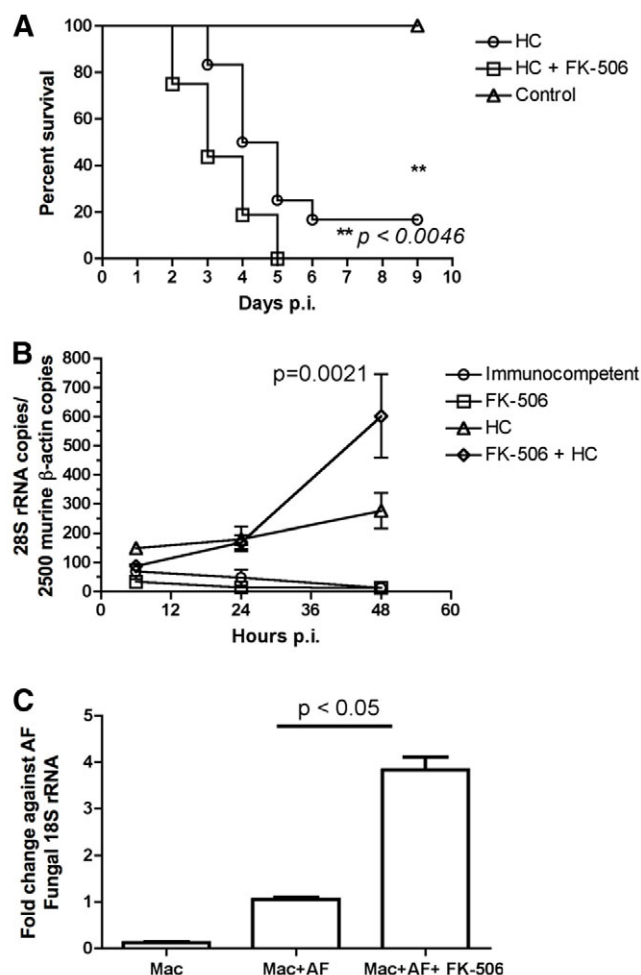 A
100
80
60
40
20
0
Percent survival
0 1 2 3 4 5 6 7 8 9 10
Days p.i.
**
** p < 0.0046
HC
HC + FK-506
Control
B
800
700
600
500
400
300
200
100
0
28S rRNA copies/
2500 murine β-actin copies
p=0.0021
0 12 24 36 48 60
Hours p.i.
Immunocompetent
FK-506
HC
FK-506 + HC
C
p < 0.05
5
4
3
2
1
0
Fold change against AF
Fungal 18S rRNA
Mac Mac+AF Mac+AF+ FK-506